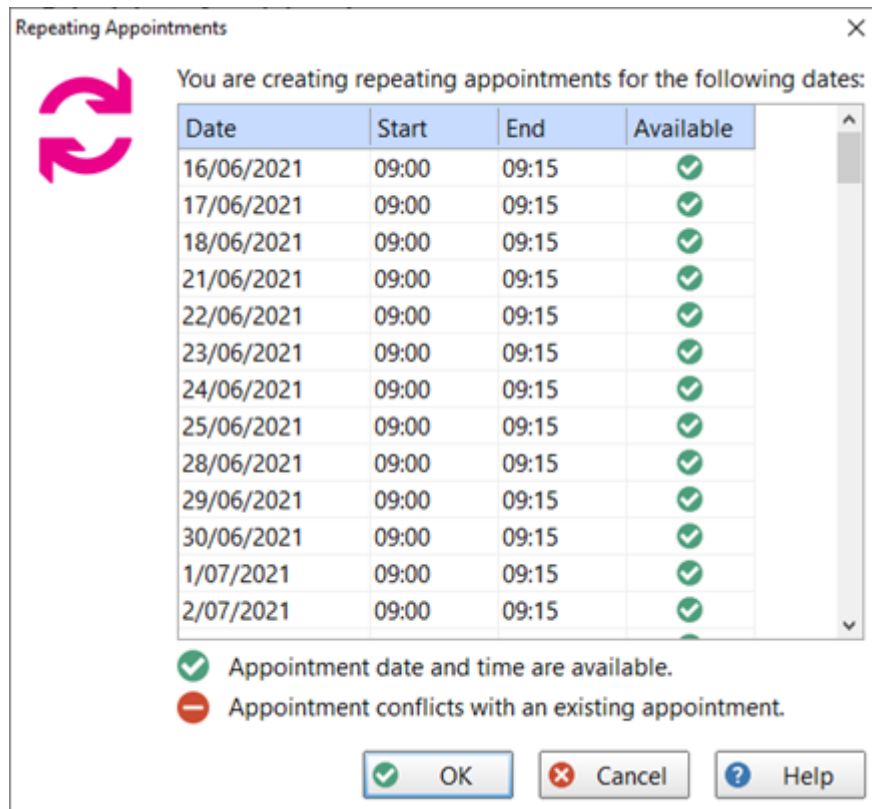 Repeating Appointments
You are creating repeating appointments for the following dates:
Date Start End Available
16/06/2021 09:00 09:15
17/06/2021 09:00 09:15
18/06/2021 09:00 09:15
21/06/2021 09:00 09:15
22/06/2021 09:00 09:15
23/06/2021 09:00 09:15
24/06/2021 09:00 09:15
25/06/2021 09:00 09:15
28/06/2021 09:00 09:15
29/06/2021 09:00 09:15
30/06/2021 09:00 09:15
1/07/2021 09:00 09:15
2/07/2021 09:00 09:15
Appointment date and time are available.
Appointment conflicts with an existing appointment.
OK Cancel Help